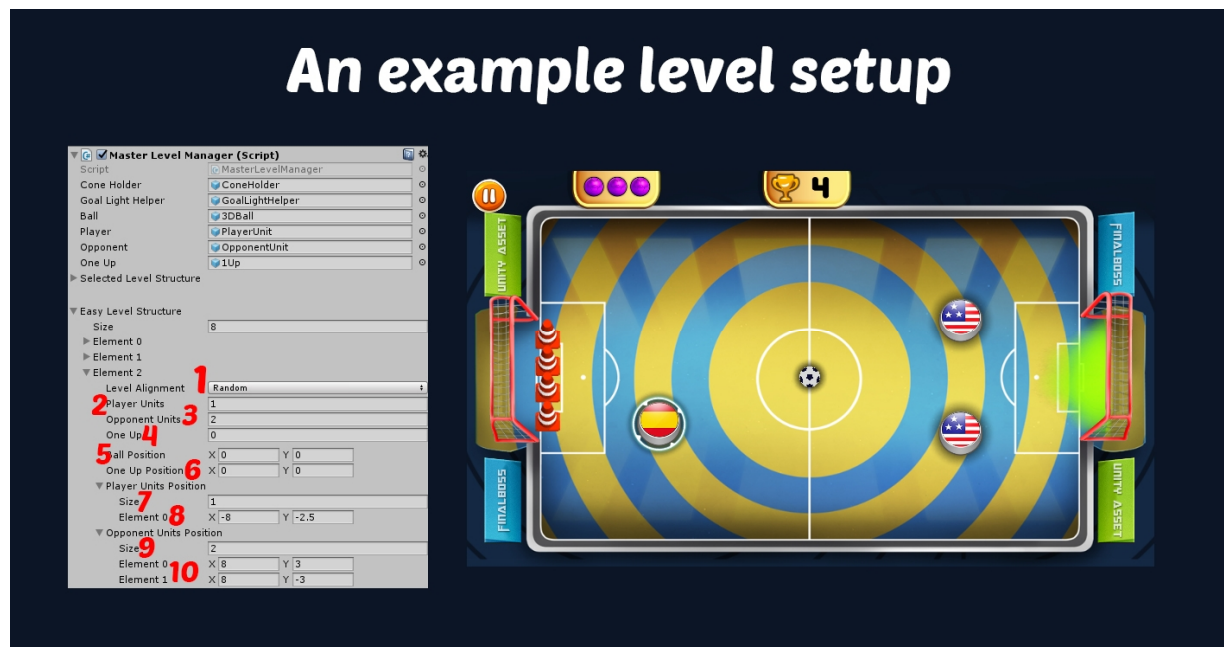 An example level setup
Master Level Manager (Script)
Script MasterLevelManager
Cone Holder ConeHolder
Goal Light Helper GoalLightHelper
Ball 3DBall
Player PlayerUnit
Opponent OpponentUnit
One Up 1Up
Selected Level Structure
Easy Level Structure
Size 8
Element 0
Element 1
Element 2
Level Alignment 1 Random
2 Player Units 1
Opponent Units 3 2
One Up 4 0
5 Ball Position X 0 Y 0
One Up Position 6 X 0 Y 0
Player Units Position
Size 7 1
Element 0 8 X -8 Y -2.5
Opponent Units Position
Size 9 2
Element 0 X 8 Y 3
10
Element 1 X 8 Y -3
4
UNITY ASSET
FINALBOSS
FINALBOSS
UNITY ASSET